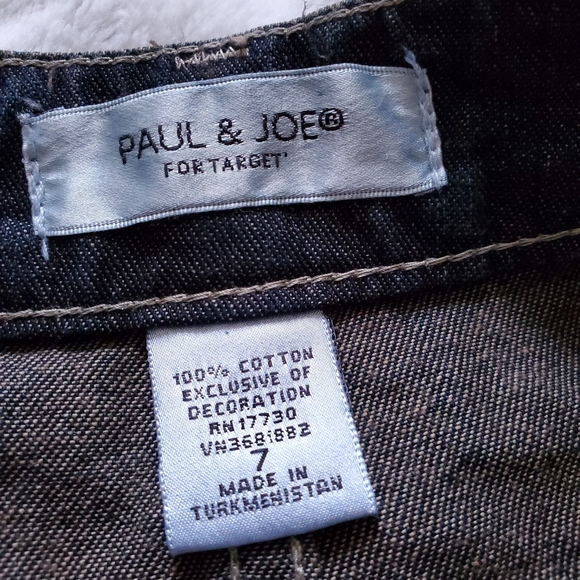 PAUL & JOE®
FOR TARGET'
100% COTTON
EXCLUSIVE OF
DECORATION
RN17730
VN3681882
7
MADE IN
TURKMENISTAN